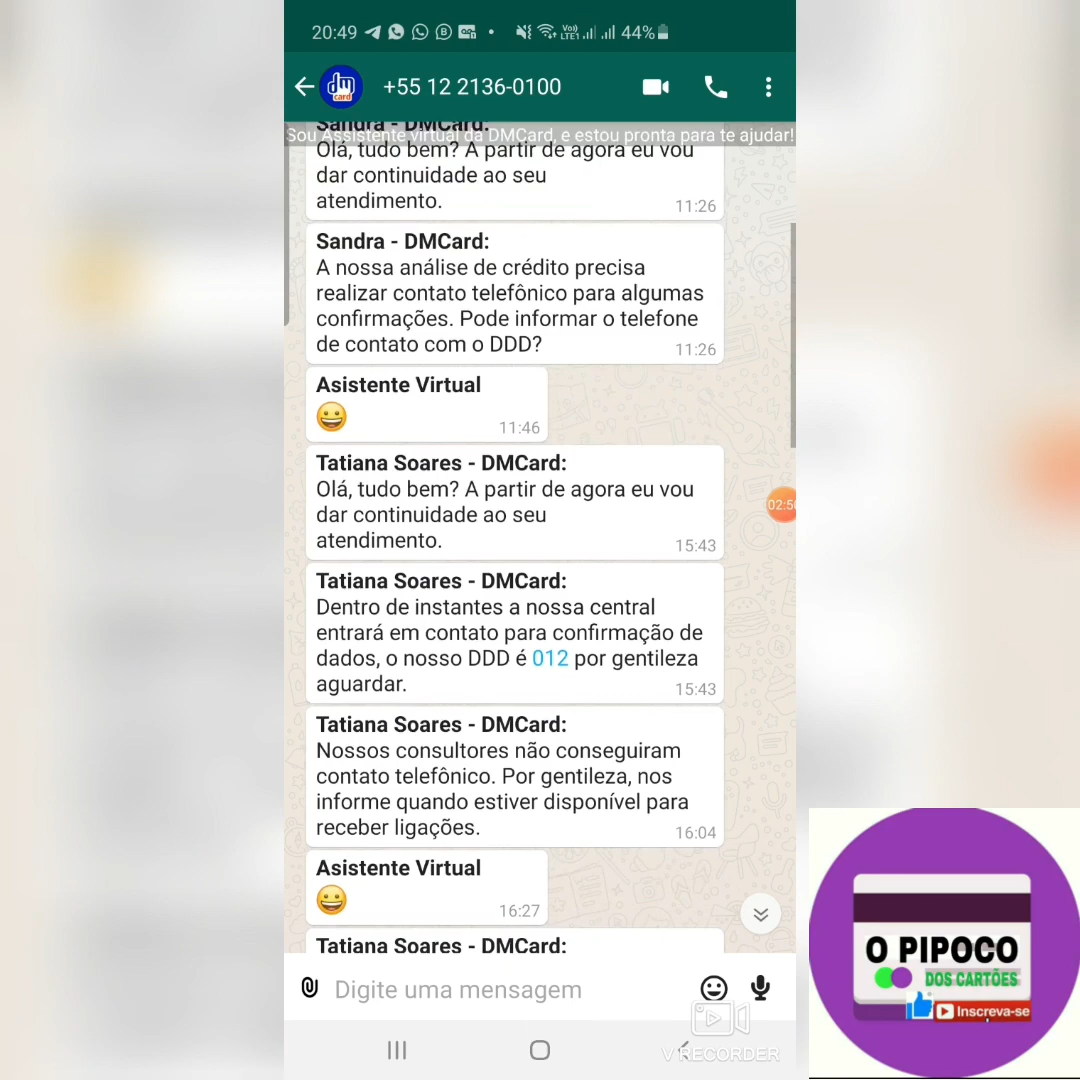 20:49
44%
+55 12 2136-0100
Sandra - DMCard:
Sou Assistente virtual da DMCard, e estou pronta para te ajudar!
Olá, tudo bem? A partir de agora eu vou
dar continuidade ao seu
atendimento.
11:26
Sandra - DMCard:
A nossa análise de crédito precisa
realizar contato telefônico para algumas
confirmações. Pode informar o telefone
de contato com o DDD?
11:26
Asistente Virtual
😀
11:46
Tatiana Soares - DMCard:
Olá, tudo bem? A partir de agora eu vou
dar continuidade ao seu
atendimento.
15:43
02:50
Tatiana Soares - DMCard:
Dentro de instantes a nossa central
entrará em contato para confirmação de
dados, o nosso DDD é 012 por gentileza
aguardar.
15:43
Tatiana Soares - DMCard:
Nossos consultores não conseguiram
contato telefônico. Por gentileza, nos
informe quando estiver disponível para
receber ligações.
16:04
Asistente Virtual
😀
16:27
Tatiana Soares - DMCard:
Digite uma mensagem
V RECORDER
O PIPOCO
DOS CARTÕES
Inscreva-se